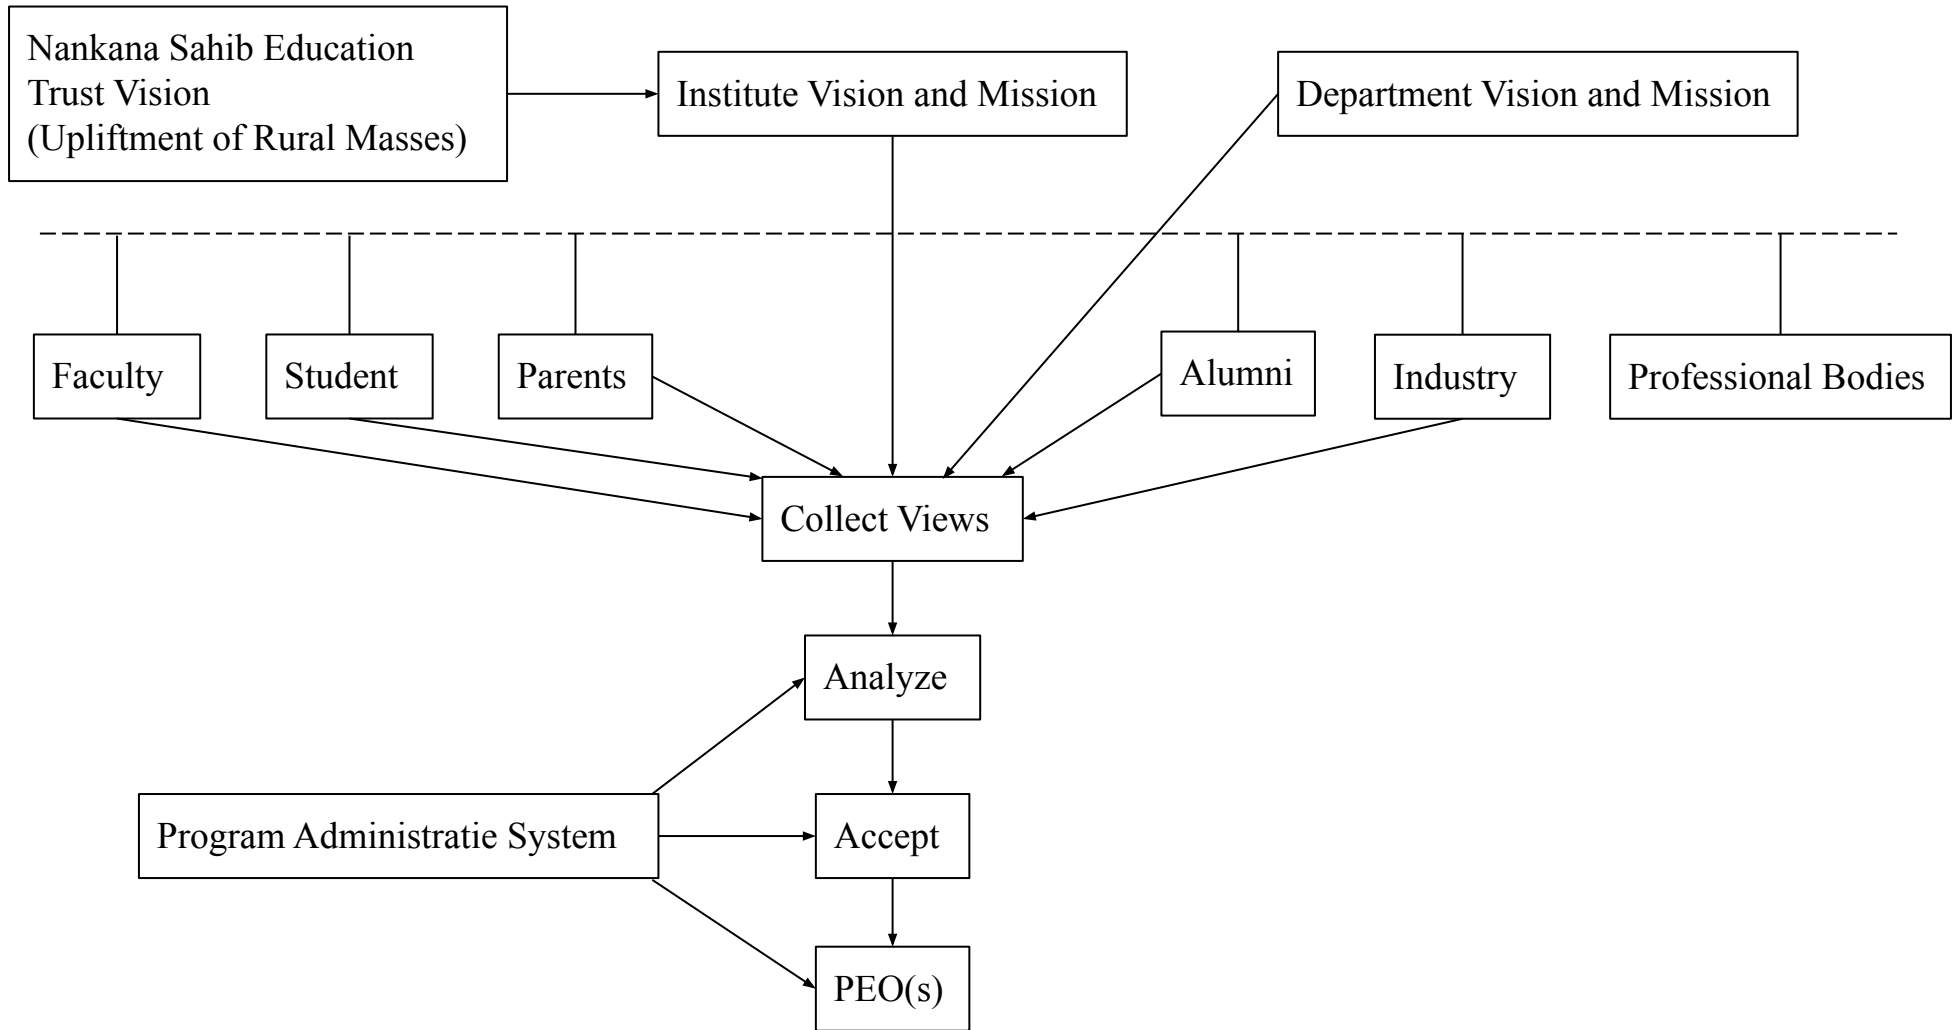 Nankana Sahib Education
Trust Vision
(Upliftment of Rural Masses)
Institute Vision and Mission
Department Vision and Mission
Faculty
Student
Parents
Alumni
Industry
Professional Bodies
Collect Views
Analyze
Program Administratie System
Accept
PEO(s)